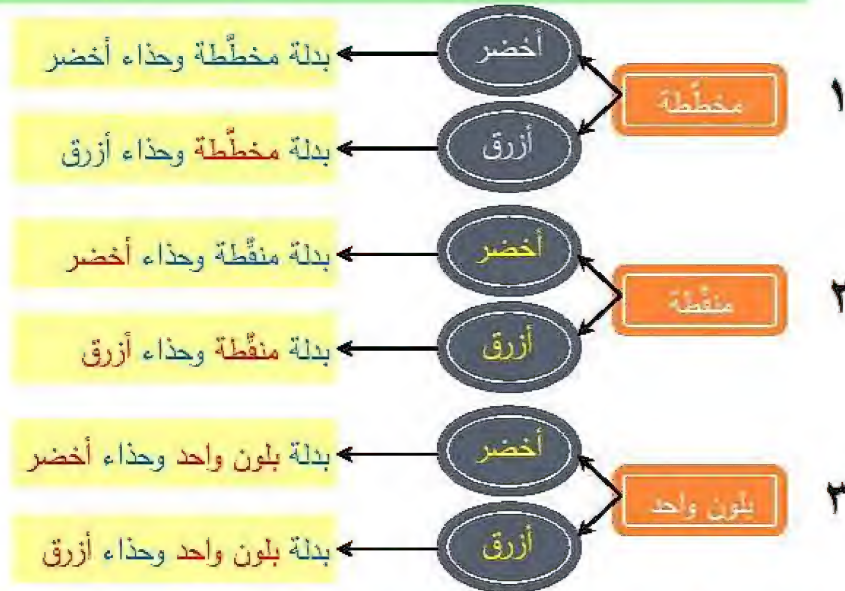 ١
مخطَّطة
أخضر
بدلة مخطَّطة وحذاء أخضر
أزرق
بدلة مخطَّطة وحذاء أزرق
٢
منقَّطة
أخضر
بدلة منقَّطة وحذاء أخضر
أزرق
بدلة منقَّطة وحذاء أزرق
٣
بلون واحد
أخضر
بدلة بلون واحد وحذاء أخضر
أزرق
بدلة بلون واحد وحذاء أزرق